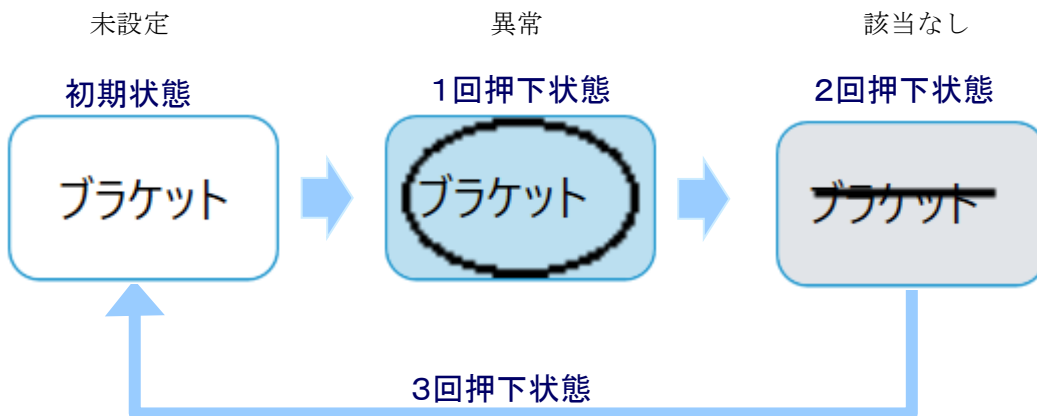 未設定
異常
該当なし
初期状態
1回押下状態
2回押下状態
ブラケット
ブラケット
ブラケット
3回押下状態